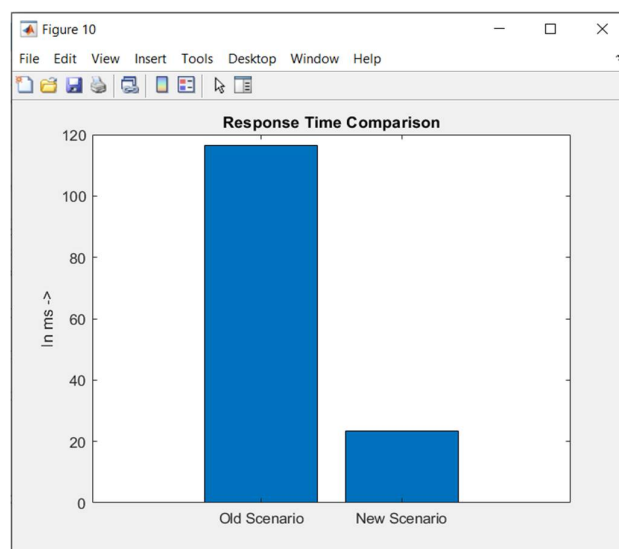 Figure 10
File Edit View Insert Tools Desktop Window Help
Response Time Comparison
120
100
80
60
40
20
0
In ms ->
Old Scenario New Scenario